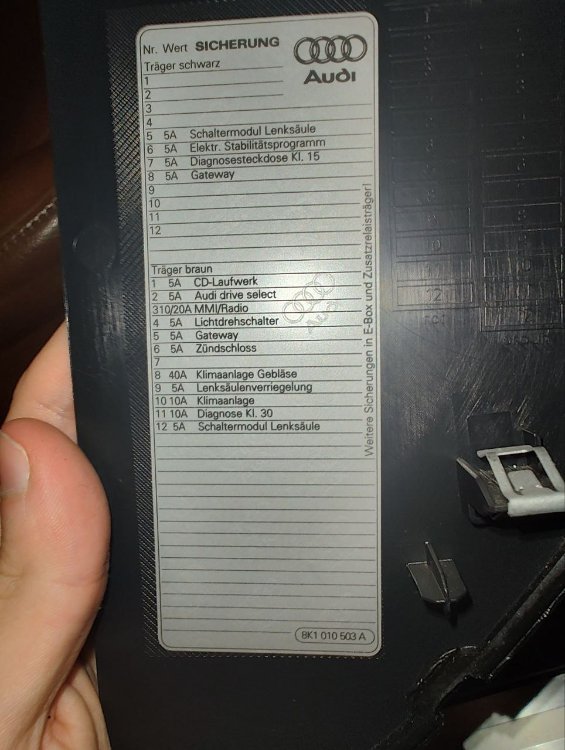 Nr. Wert SICHERUNG
Audi
Träger schwarz
1
2
3
4
5 5A Schaltermodul Lenksäule
6 5A Elektr. Stabilitätsprogramm
7 5A Diagnosesteckdose Kl. 15
8 5A Gateway
9
10
11
12
Träger braun
1 5A CD-Laufwerk
2 5A Audi drive select
310/20A MMI/Radio
4 5A Lichtdrehschalter
5 5A Gateway
6 5A Zündschloss
7
8 40A Klimaanlage Gebläse
9 5A Lenksäulenverriegelung
10 10A Klimaanlage
11 10A Diagnose Kl. 30
12 5A Schaltermodul Lenksäule
Weitere Sicherungen in E-Box und Zusatzrelaisträger!
8K1 010 503 A